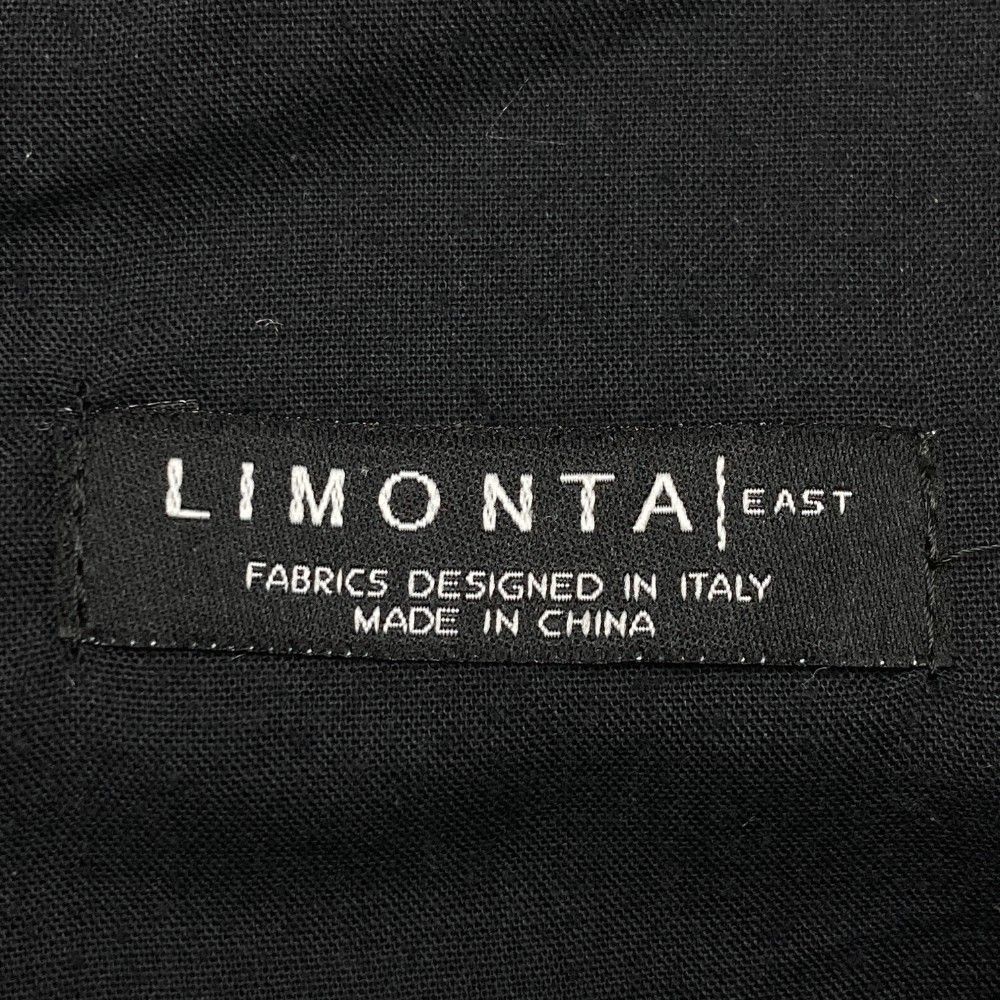 LIMONTA | EAST
FABRICS DESIGNED IN ITALY
MADE IN CHINA